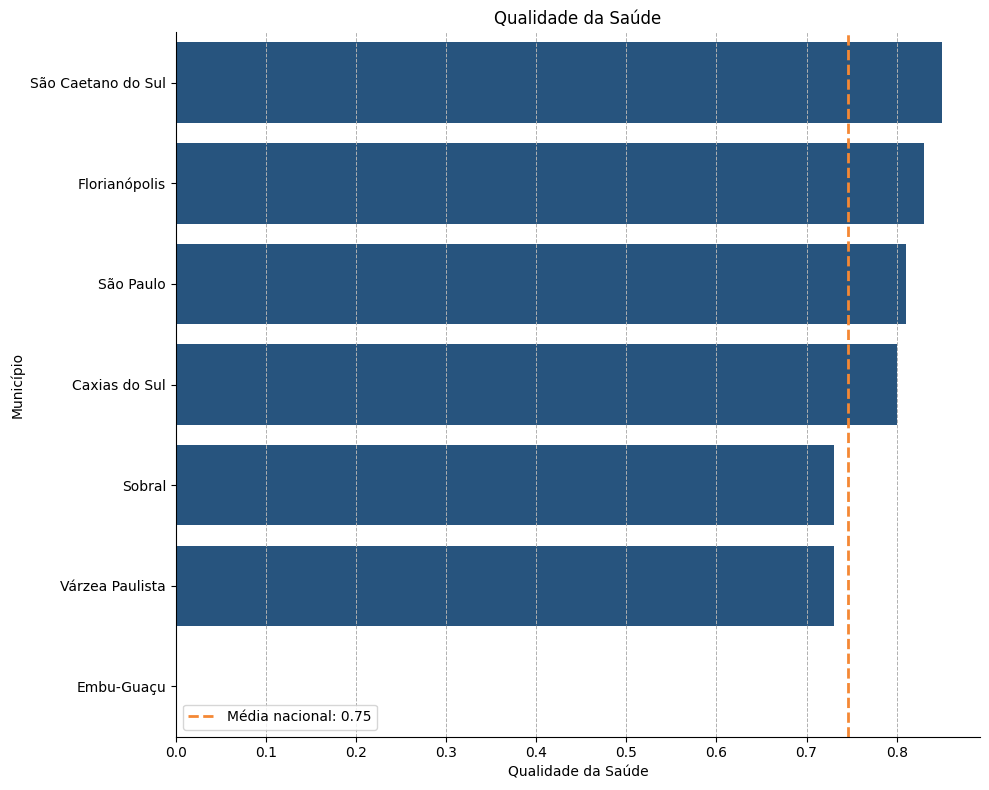 Qualidade da Saúde
São Caetano do Sul
Florianópolis
São Paulo
Caxias do Sul
Sobral
Várzea Paulista
Embu-Guaçu
Município
Média nacional: 0.75
0.0 0.1 0.2 0.3 0.4 0.5 0.6 0.7 0.8
Qualidade da Saúde